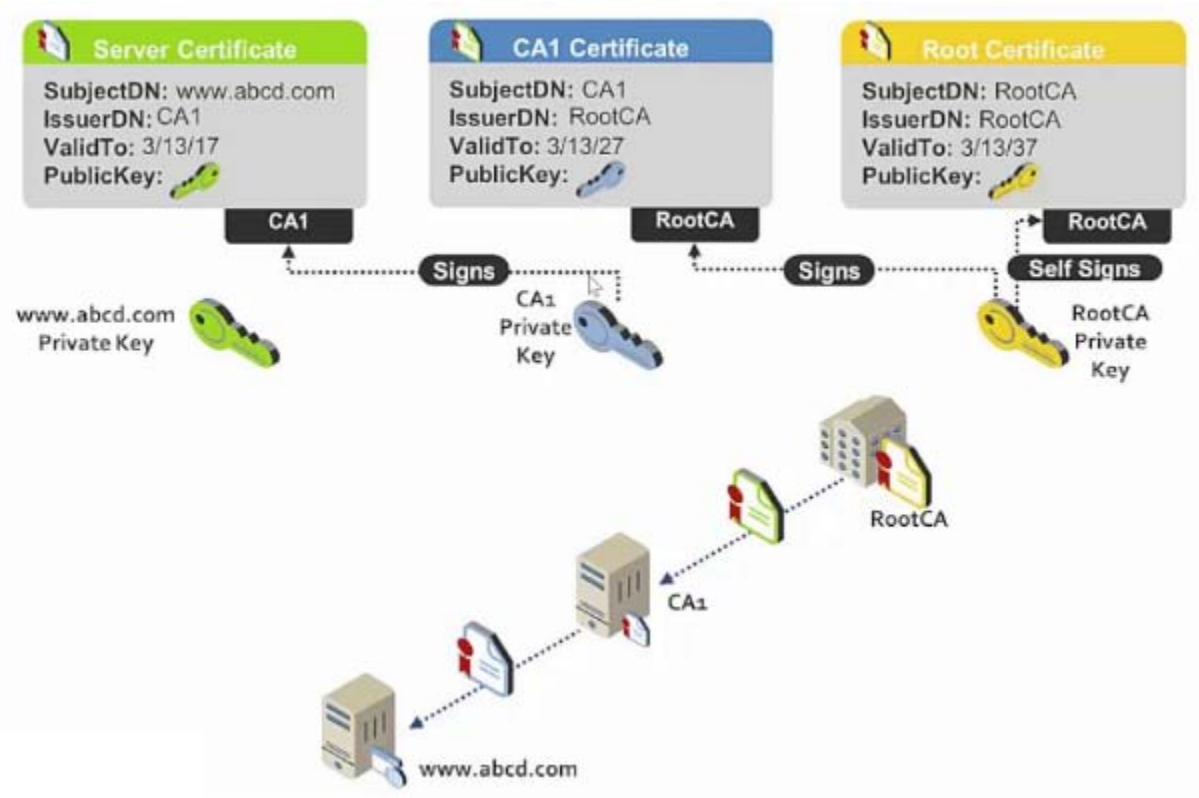 Server Certificate
SubjectDN: www.abcd.com
IssuerDN: CA1
ValidTo: 3/13/17
PublicKey:
CA1
CA1 Certificate
SubjectDN: CA1
IssuerDN: RootCA
ValidTo: 3/13/27
PublicKey:
RootCA
Root Certificate
SubjectDN: RootCA
IssuerDN: RootCA
ValidTo: 3/13/37
PublicKey:
RootCA
Signs
Signs
Self Signs
www.abcd.com
Private Key
CA1
Private
Key
RootCA
Private
Key
RootCA
CA1
www.abcd.com